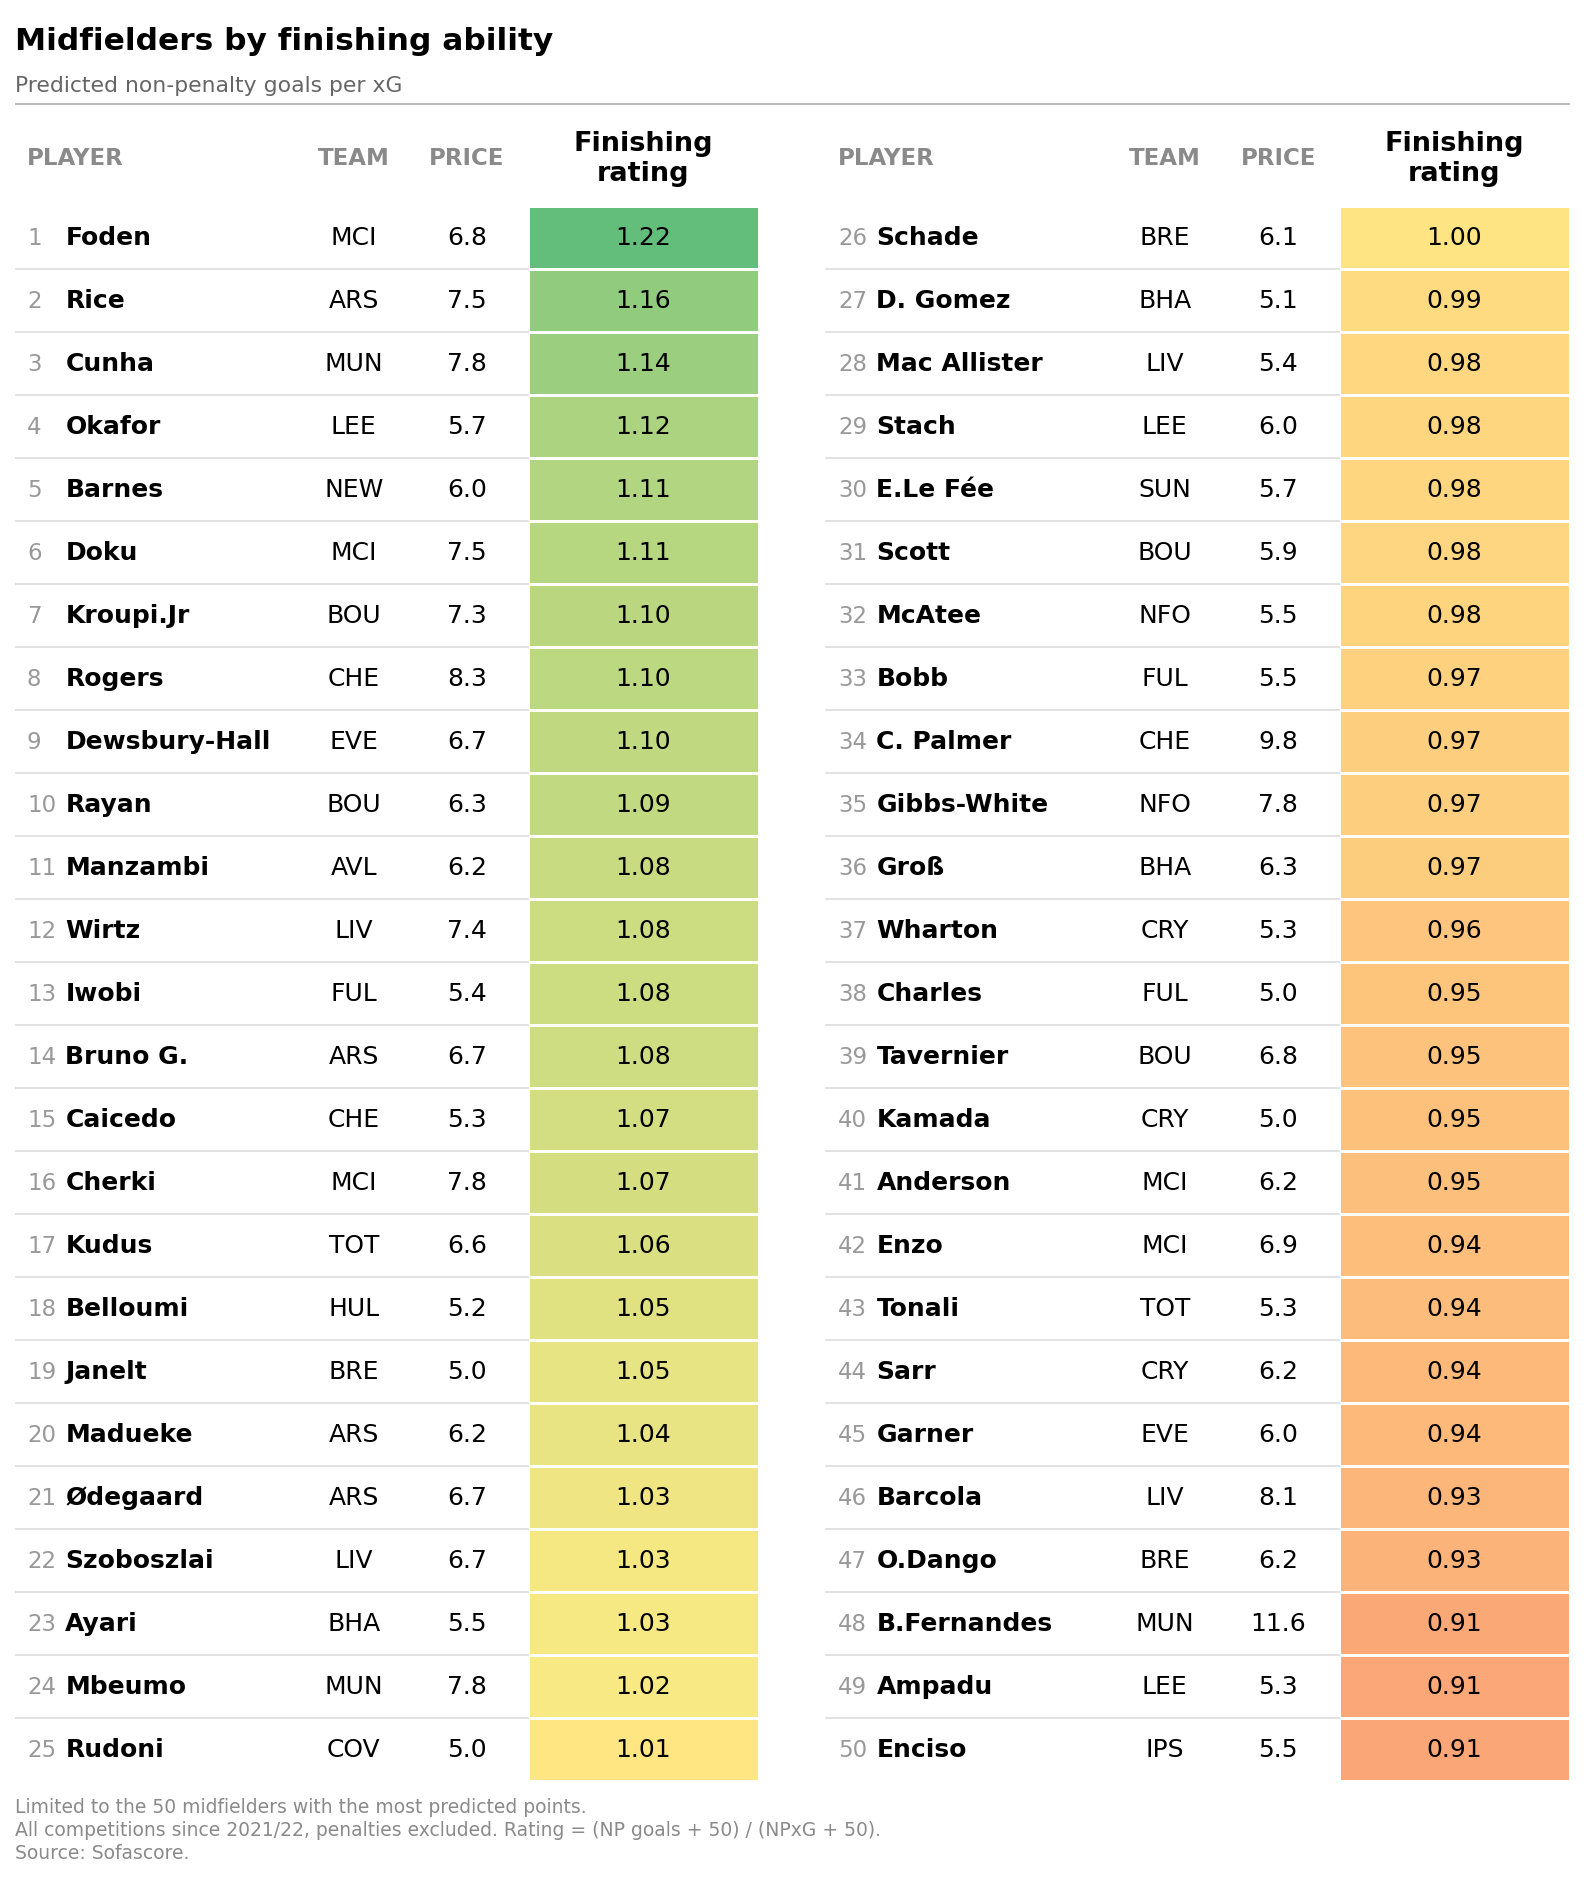 Midfielders by finishing ability
Predicted non-penalty goals per xG
PLAYER TEAM PRICE Finishing rating
1 Foden MCI 6.8 1.22
2 Rice ARS 7.5 1.16
3 Cunha MUN 7.8 1.14
4 Okafor LEE 5.7 1.12
5 Barnes NEW 6.0 1.11
6 Doku MCI 7.5 1.11
7 Kroupi.Jr BOU 7.3 1.10
8 Rogers CHE 8.3 1.10
9 Dewsbury-Hall EVE 6.7 1.10
10 Rayan BOU 6.3 1.09
11 Manzambi AVL 6.2 1.08
12 Wirtz LIV 7.4 1.08
13 Iwobi FUL 5.4 1.08
14 Bruno G. ARS 6.7 1.08
15 Caicedo CHE 5.3 1.07
16 Cherki MCI 7.8 1.07
17 Kudus TOT 6.6 1.06
18 Belloumi HUL 5.2 1.05
19 Janelt BRE 5.0 1.05
20 Madueke ARS 6.2 1.04
21 Ødegaard ARS 6.7 1.03
22 Szoboszlai LIV 6.7 1.03
23 Ayari BHA 5.5 1.03
24 Mbeumo MUN 7.8 1.02
25 Rudoni COV 5.0 1.01
PLAYER TEAM PRICE Finishing rating
26 Schade BRE 6.1 1.00
27 D. Gomez BHA 5.1 0.99
28 Mac Allister LIV 5.4 0.98
29 Stach LEE 6.0 0.98
30 E.Le Fée SUN 5.7 0.98
31 Scott BOU 5.9 0.98
32 McAtee NFO 5.5 0.98
33 Bobb FUL 5.5 0.97
34 C. Palmer CHE 9.8 0.97
35 Gibbs-White NFO 7.8 0.97
36 Groß BHA 6.3 0.97
37 Wharton CRY 5.3 0.96
38 Charles FUL 5.0 0.95
39 Tavernier BOU 6.8 0.95
40 Kamada CRY 5.0 0.95
41 Anderson MCI 6.2 0.95
42 Enzo MCI 6.9 0.94
43 Tonali TOT 5.3 0.94
44 Sarr CRY 6.2 0.94
45 Garner EVE 6.0 0.94
46 Barcola LIV 8.1 0.93
47 O.Dango BRE 6.2 0.93
48 B.Fernandes MUN 11.6 0.91
49 Ampadu LEE 5.3 0.91
50 Enciso IPS 5.5 0.91
Limited to the 50 midfielders with the most predicted points.
All competitions since 2021/22, penalties excluded. Rating = (NP goals + 50) / (NPxG + 50).
Source: Sofascore.